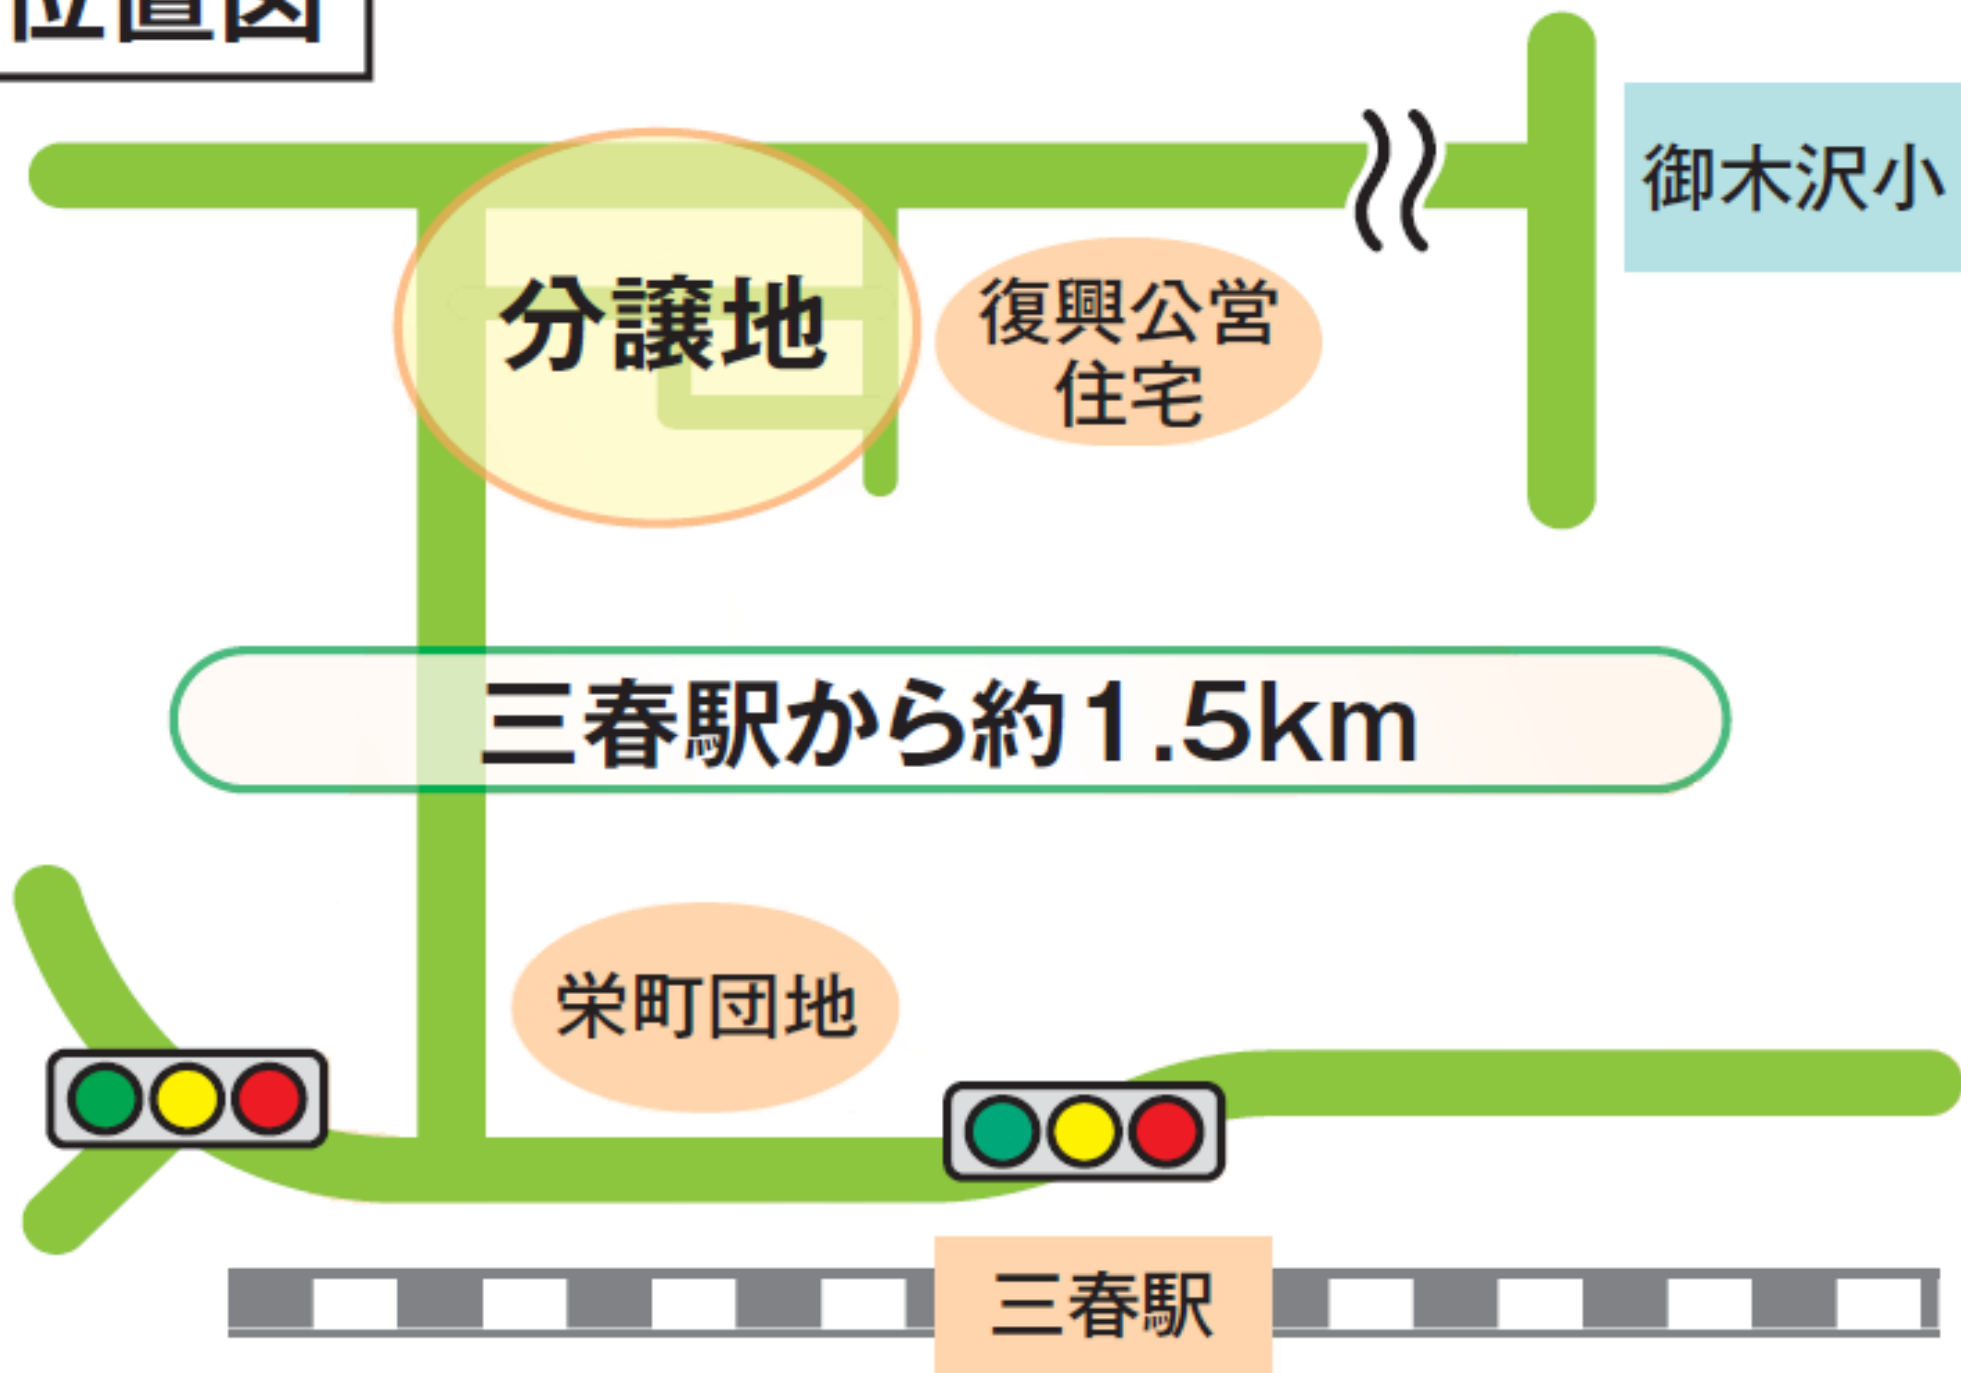 位置図
御木沢小
分譲地
復興公営
住宅
三春駅から約1.5km
栄町団地
三春駅